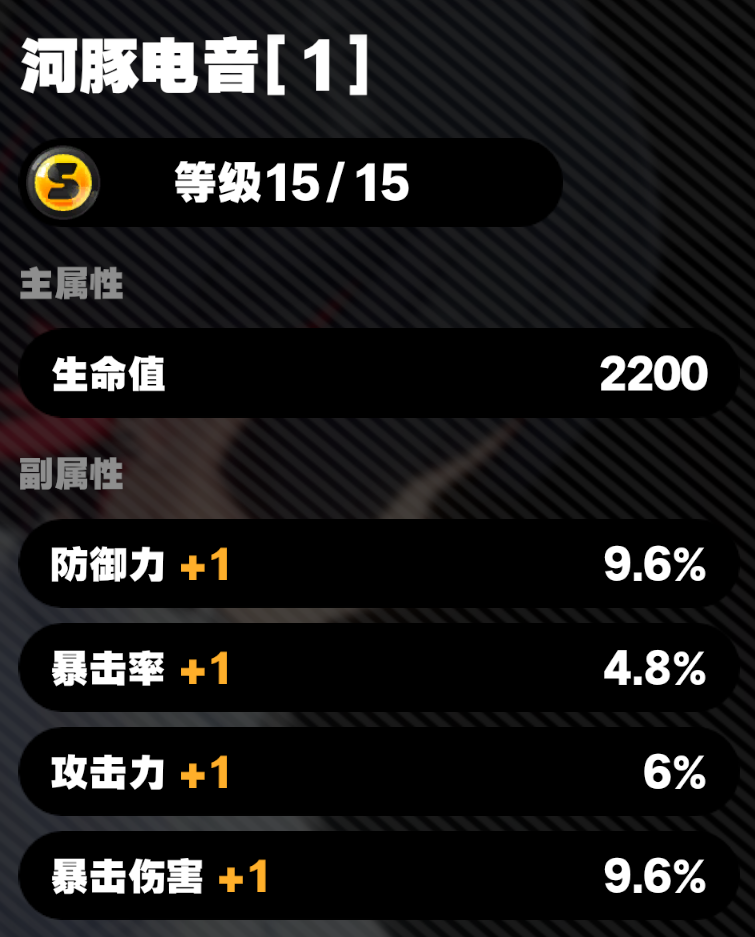 河豚电音[1]
S 等级15/15
主属性
生命值 2200
副属性
防御力 +1 9.6%
暴击率 +1 4.8%
攻击力 +1 6%
暴击伤害 +1 9.6%